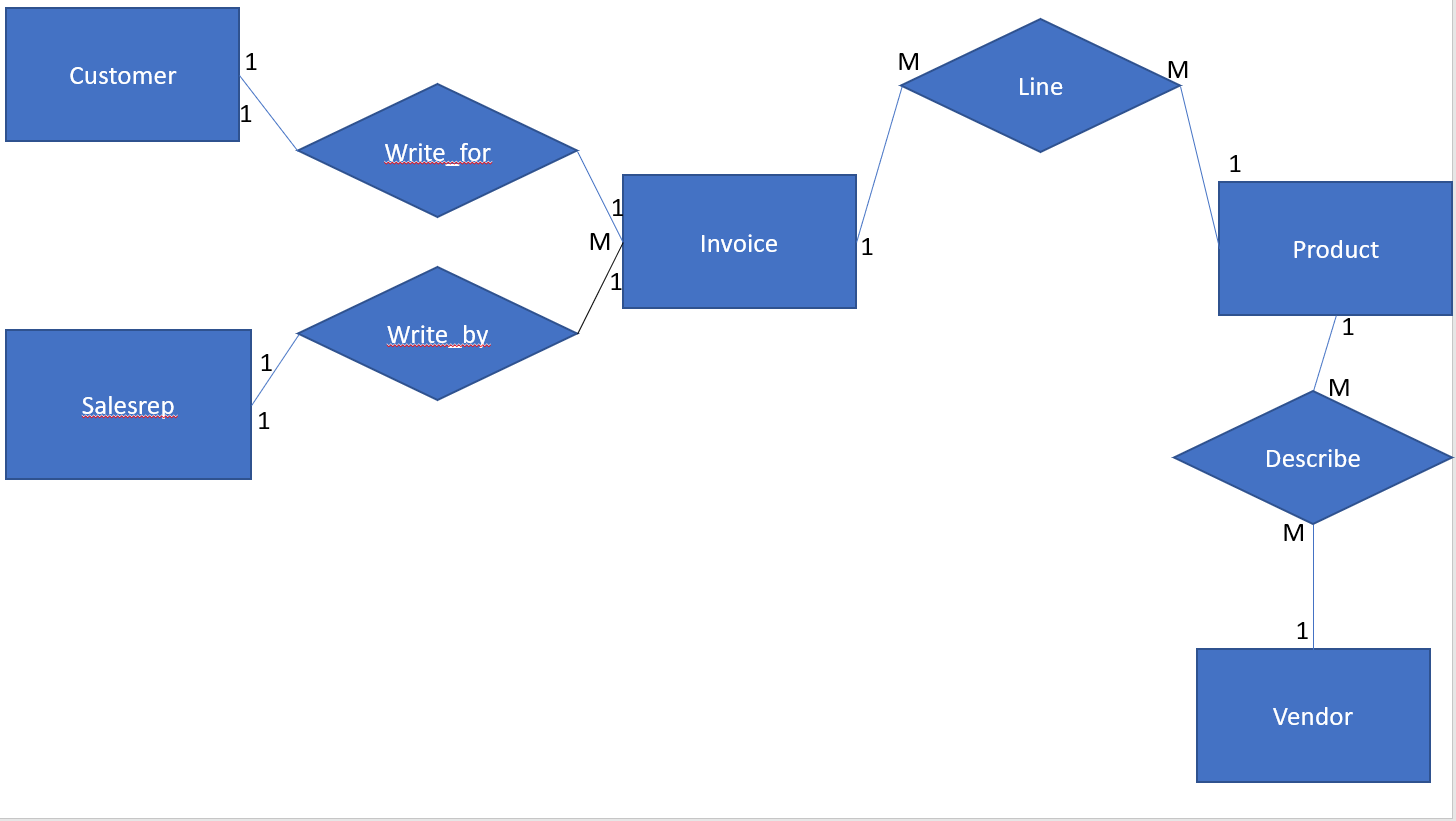 Customer
1
1
Write_for
1
M
1
Invoice
Write_by
Salesrep
1
1
M
Line
M
1
1
Product
1
M
Describe
M
1
Vendor